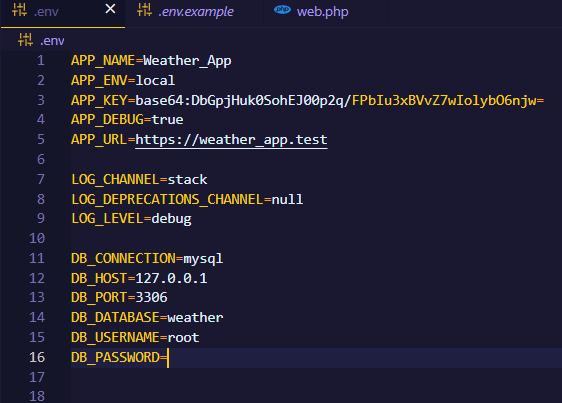 .env
.env.example
php web.php
.env
1 APP_NAME=Weather_App
2 APP_ENV=local
3 APP_KEY=base64:DbGpjHuk0SohEJ00p2q/FPbIu3xBVvZ7wIolybO6njw=
4 APP_DEBUG=true
5 APP_URL=https://weather_app.test
6
7 LOG_CHANNEL=stack
8 LOG_DEPRECATIONS_CHANNEL=null
9 LOG_LEVEL=debug
10
11 DB_CONNECTION=mysql
12 DB_HOST=127.0.0.1
13 DB_PORT=3306
14 DB_DATABASE=weather
15 DB_USERNAME=root
16 DB_PASSWORD=
17
18